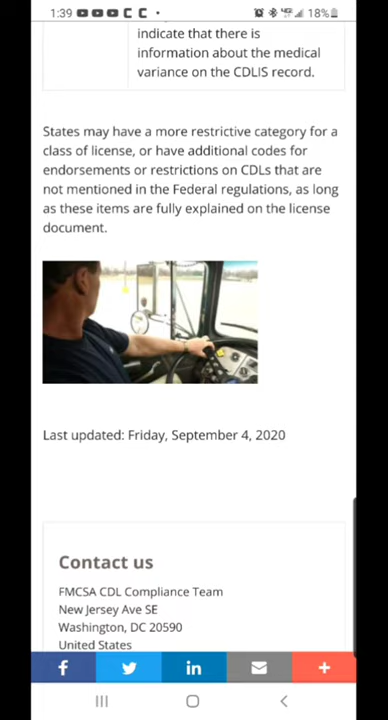 1:39
18%
indicate that there is
information about the medical
variance on the CDLIS record.
States may have a more restrictive category for a
class of license, or have additional codes for
endorsements or restrictions on CDLs that are
not mentioned in the Federal regulations, as long
as these items are fully explained on the license
document.
Last updated: Friday, September 4, 2020
Contact us
FMCSA CDL Compliance Team
New Jersey Ave SE
Washington, DC 20590
United States